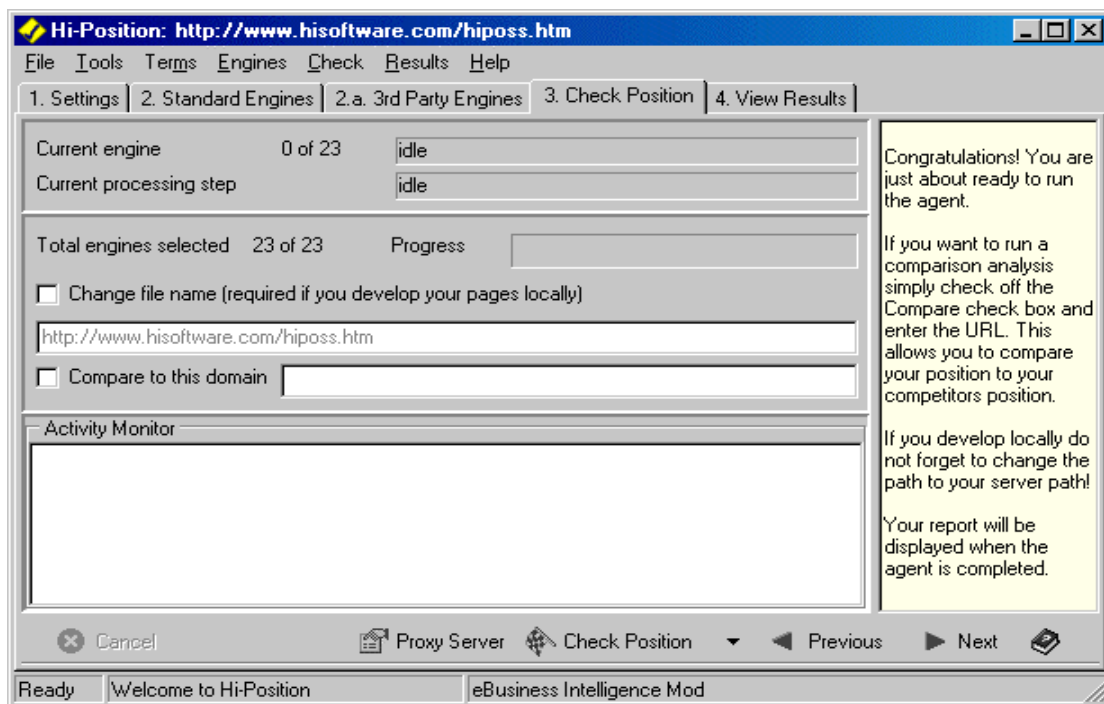 Hi-Position: http://www.hisoftware.com/hiposs.htm
File Tools Terms Engines Check Results Help
1. Settings 2. Standard Engines 2.a. 3rd Party Engines 3. Check Position 4. View Results
Current engine 0 of 23 idle
Current processing step idle
Total engines selected 23 of 23 Progress
Change file name (required if you develop your pages locally)
http://www.hisoftware.com/hiposs.htm
Compare to this domain
Activity Monitor
Congratulations! You are
just about ready to run
the agent.
If you want to run a
comparison analysis
simply check off the
Compare check box and
enter the URL. This
allows you to compare
your position to your
competitors position.
If you develop locally do
not forget to change the
path to your server path!
Your report will be
displayed when the
agent is completed.
Cancel Proxy Server Check Position Previous Next
Ready Welcome to Hi-Position eBusiness Intelligence Mod